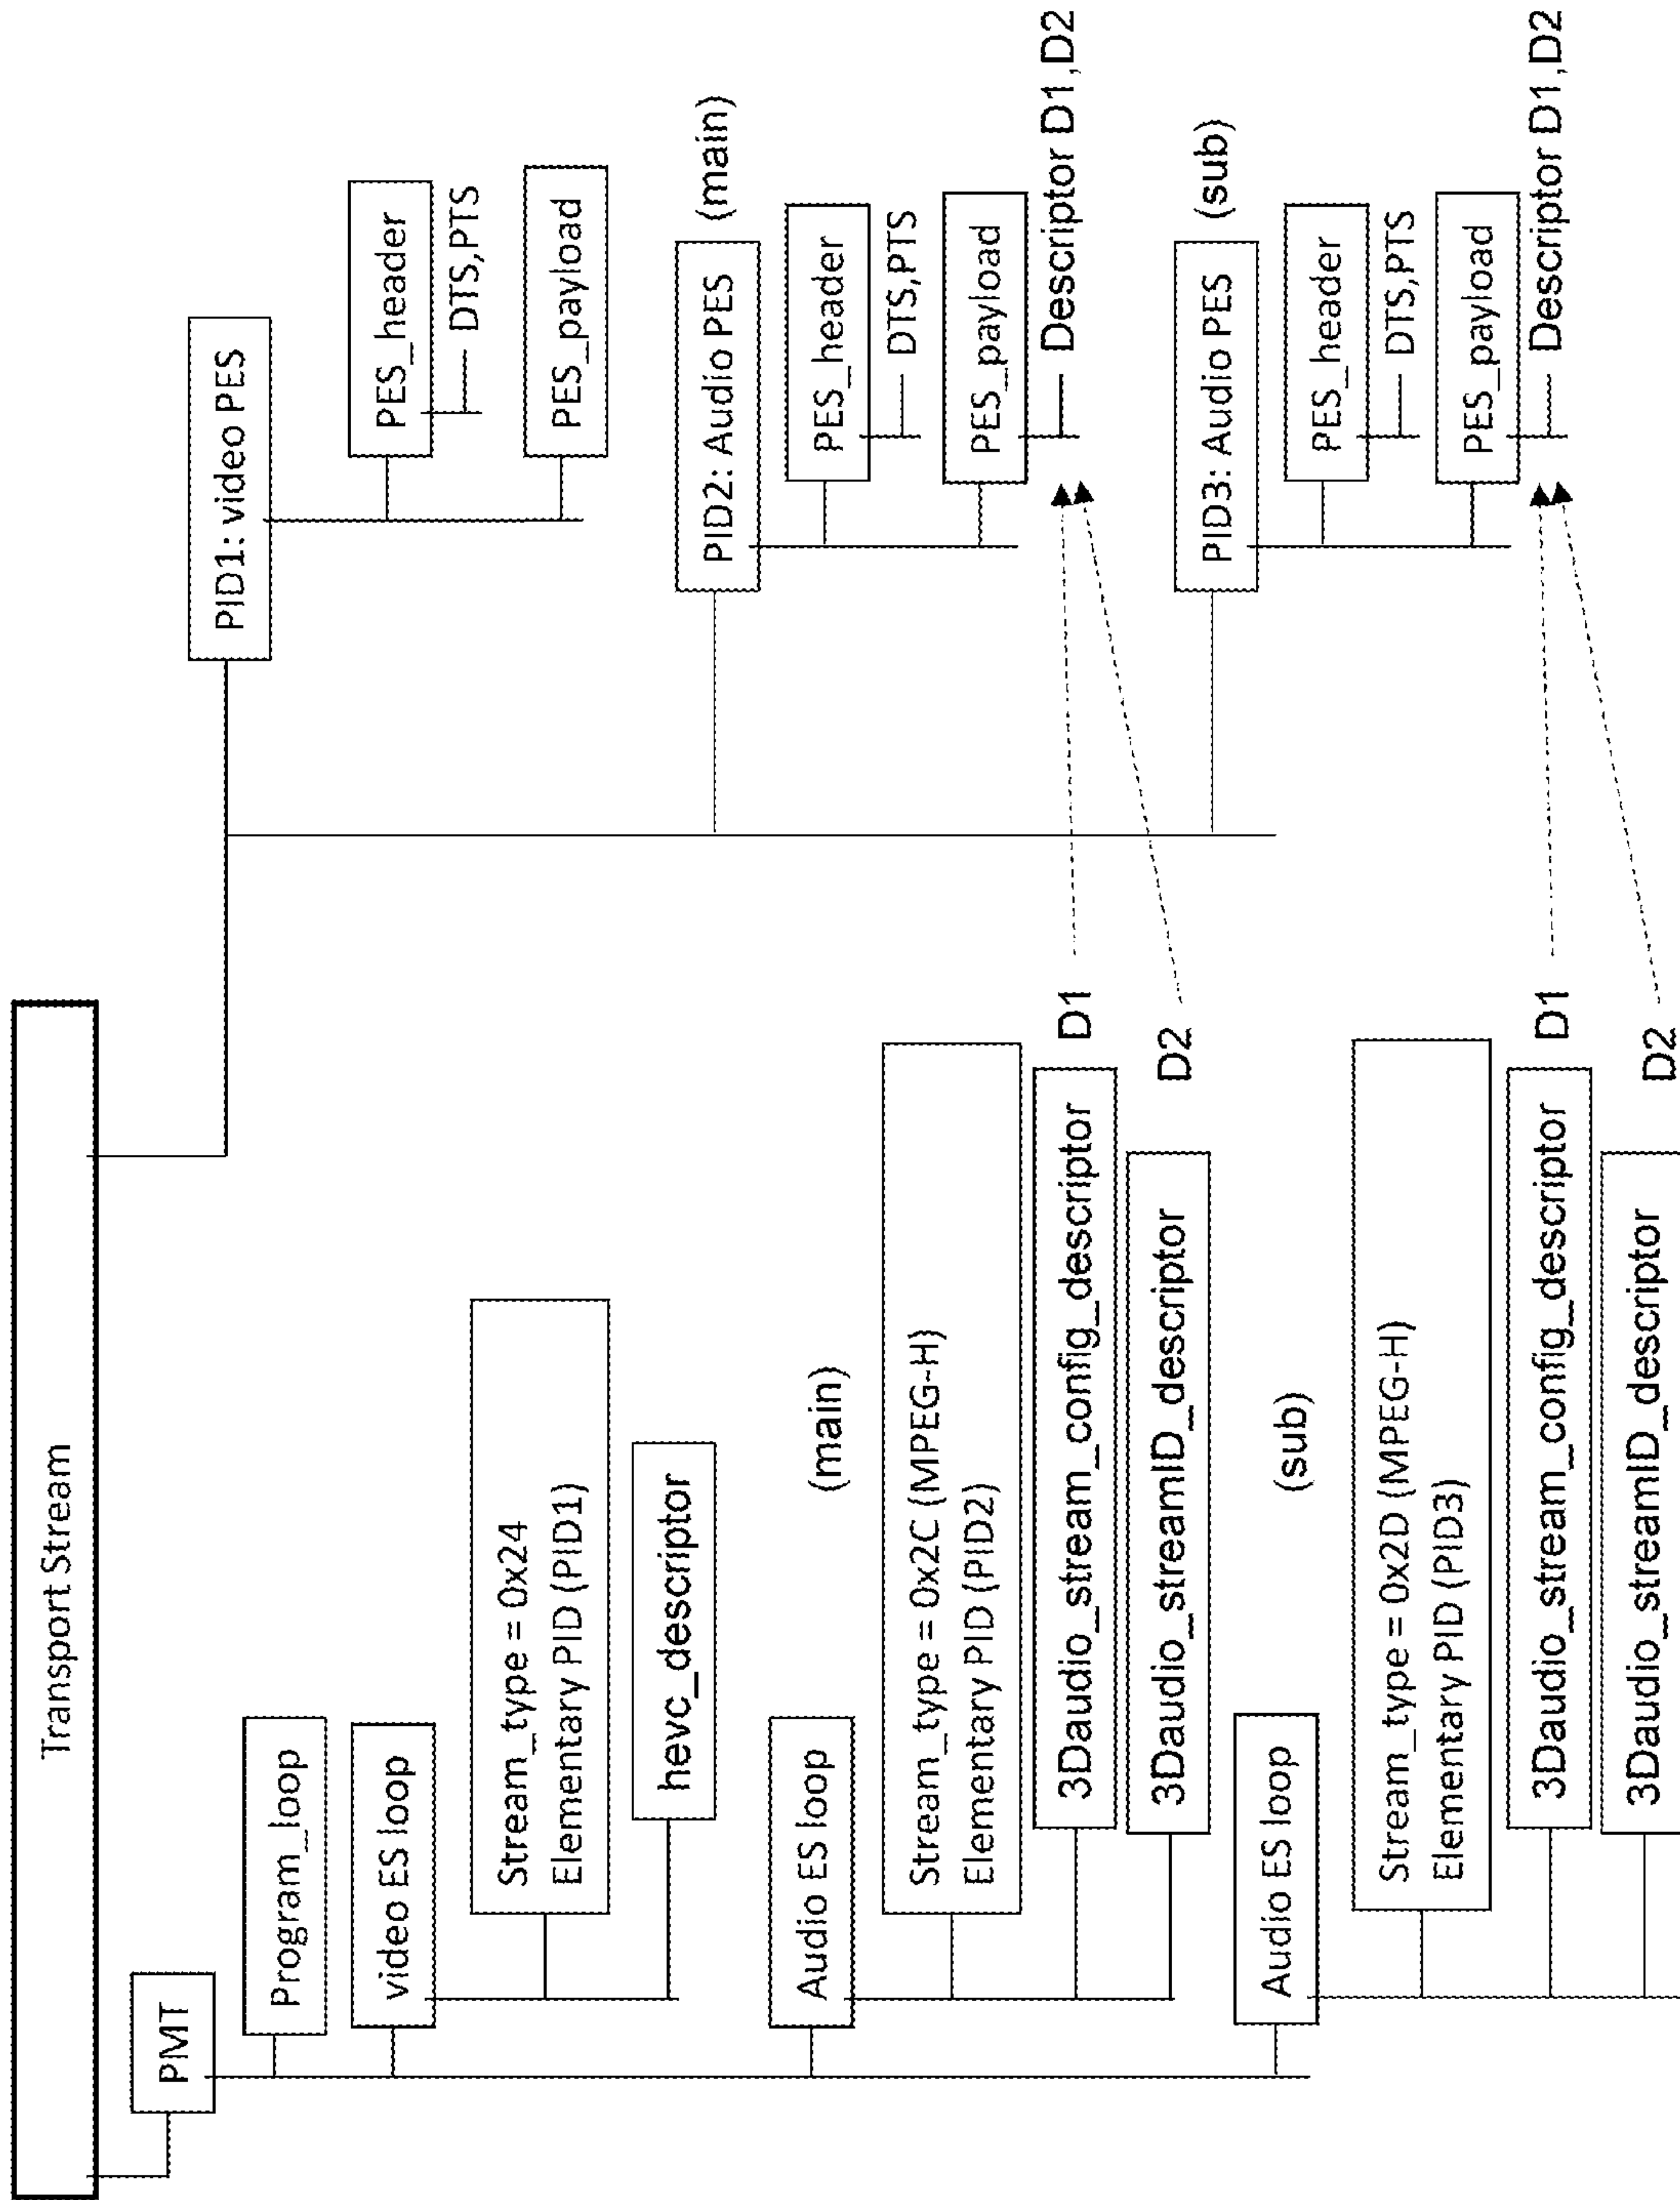 Transport Stream
PMT
Program_loop
video ES loop
Stream_type = 0x24
Elementary PID (PID1)
hevc_descriptor
(main)
Audio ES loop
Stream_type = 0x2C (MPEG-H)
Elementary PID (PID2)
3Daudio_stream_config_descriptor
D1
3Daudio_streamID_descriptor
D2
(sub)
Audio ES loop
Stream_type = 0x2D (MPEG-H)
Elementary PID (PID3)
3Daudio_stream_config_descriptor
D1
3Daudio_streamID_descriptor
D2
PID1: video PES
PES_header
DTS,PTS
PES_payload
PID2: Audio PES
(main)
PES_header
DTS,PTS
PES_payload
Descriptor D1,D2
PID3: Audio PES
(sub)
PES_header
DTS,PTS
PES_payload
Descriptor D1,D2